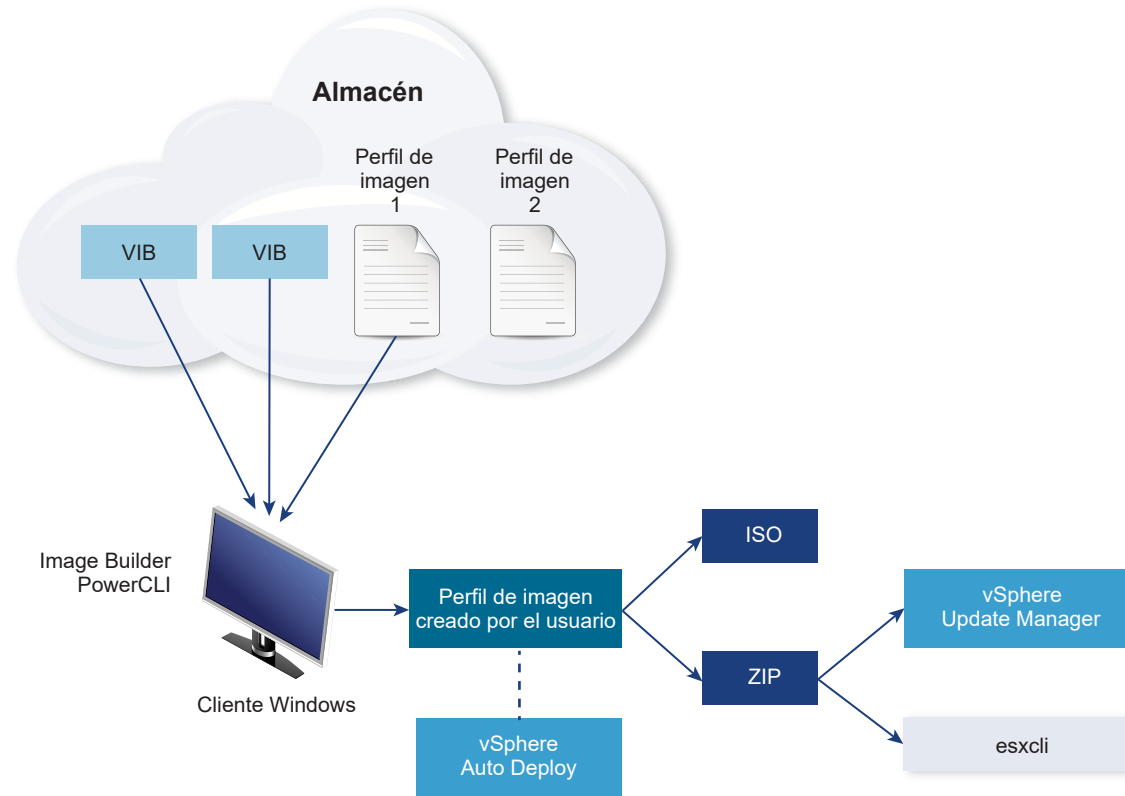 Almacén
Perfil de
imagen
1
Perfil de
imagen
2
VIB
VIB
Image Builder
PowerCLI
Cliente Windows
Perfil de imagen
creado por el usuario
vSphere
Auto Deploy
ISO
ZIP
vSphere
Update Manager
esxcli